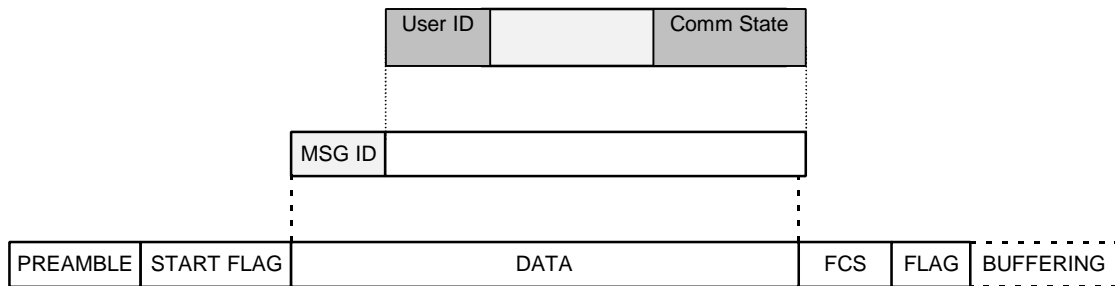 User ID Comm State
MSG ID
PREAMBLE START FLAG DATA FCS FLAG BUFFERING